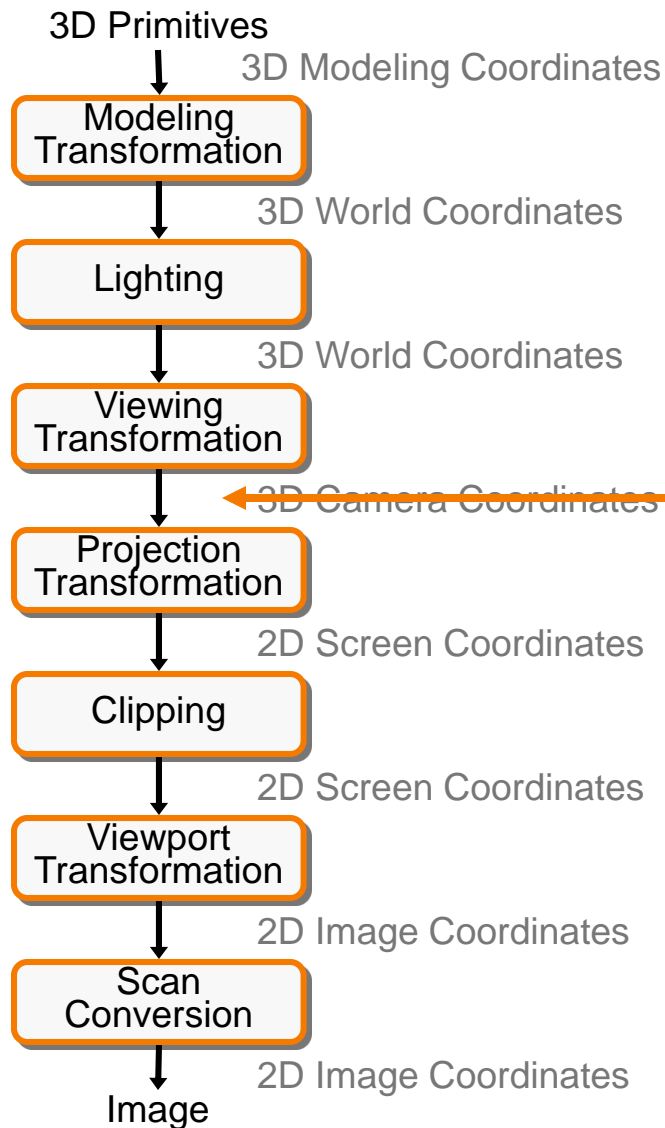 3D Primitives
3D Modeling Coordinates
Modeling
Transformation
3D World Coordinates
Lighting
3D World Coordinates
Viewing
Transformation
3D Camera Coordinates
Projection
Transformation
2D Screen Coordinates
Clipping
2D Screen Coordinates
Viewport
Transformation
2D Image Coordinates
Scan
Conversion
2D Image Coordinates
Image